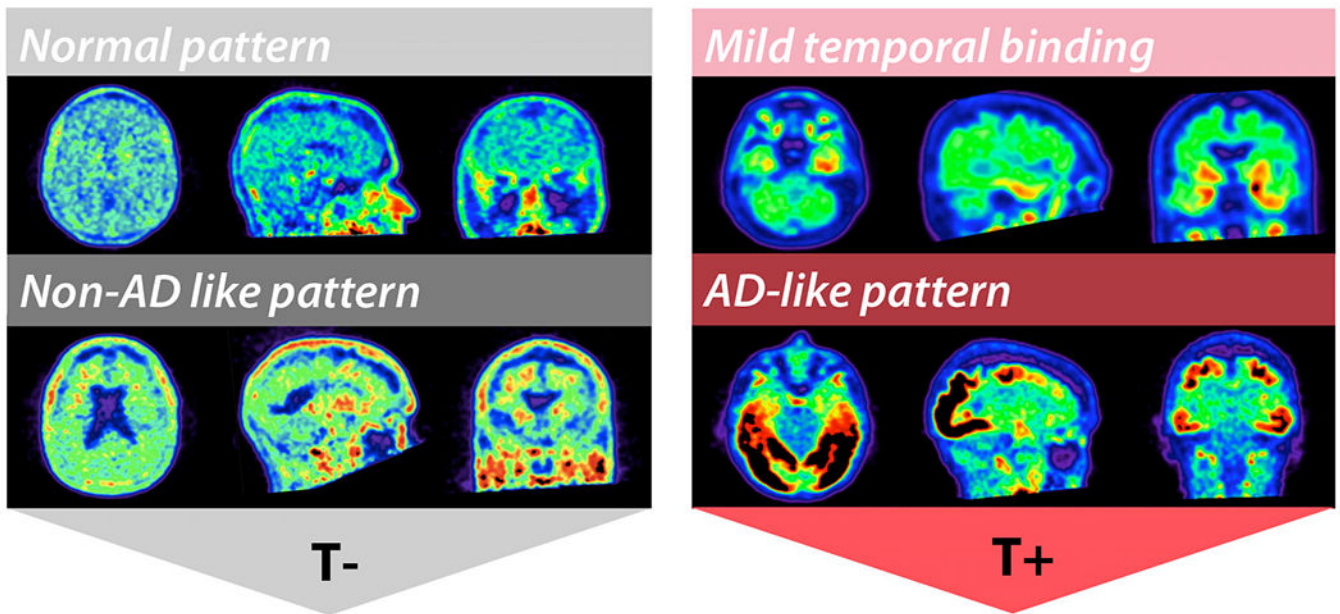 Normal pattern
Non-AD like pattern
T-
Mild temporal binding
AD-like pattern
T+